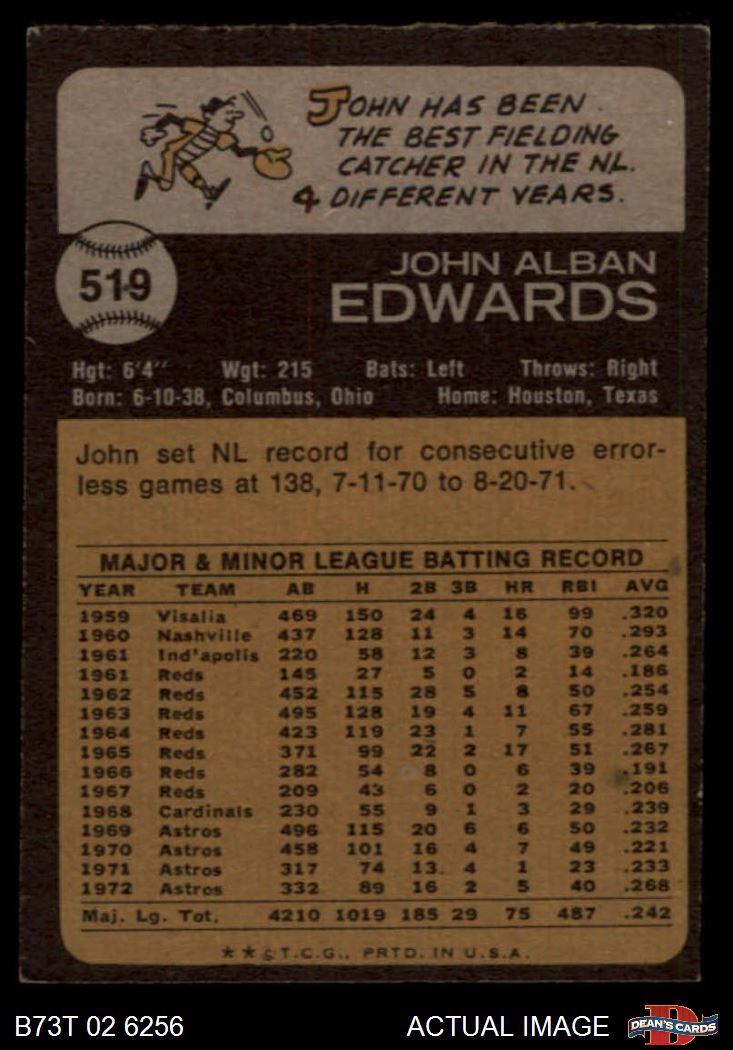 JOHN HAS BEEN
THE BEST FIELDING
CATCHER IN THE NL.
4 DIFFERENT YEARS.
519
JOHN ALBAN
EDWARDS
Hgt: 6'4" Wgt: 215 Bats: Left Throws: Right
Born: 6-10-38, Columbus, Ohio Home: Houston, Texas
John set NL record for consecutive error-
less games at 138, 7-11-70 to 8-20-71.
MAJOR & MINOR LEAGUE BATTING RECORD
YEAR TEAM AB H 2B 3B HR RBI AVG
1959 Visalia 469 150 24 4 16 99 .320
1960 Nashville 437 128 11 3 14 70 .293
1961 Ind'apolis 220 58 12 3 8 39 .264
1961 Reds 145 27 5 0 2 14 .186
1962 Reds 452 115 28 5 8 50 .254
1963 Reds 495 128 19 4 11 67 .259
1964 Reds 423 119 23 1 7 55 .281
1965 Reds 371 99 22 2 17 51 .267
1966 Reds 282 54 8 0 6 39 .191
1967 Reds 209 43 6 0 2 20 .206
1968 Cardinals 230 55 9 1 3 29 .239
1969 Astros 496 115 20 6 6 50 .232
1970 Astros 458 101 16 4 7 49 .221
1971 Astros 317 74 13 4 1 23 .233
1972 Astros 332 89 16 2 5 40 .268
Maj. Lg. Tot. 4210 1019 185 29 75 487 .242
**© T.C.G., PRTD. IN U.S.A.
B73T 02 6256 ACTUAL IMAGE D DEAN'S CARDS